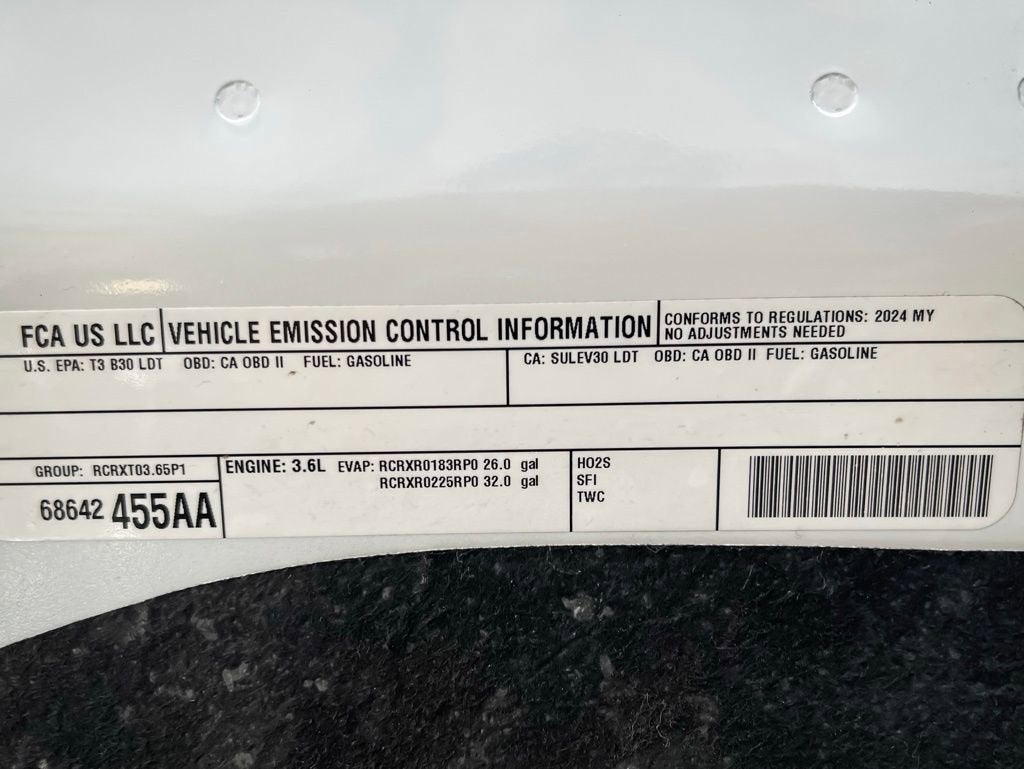 FCA US LLC
VEHICLE EMISSION CONTROL INFORMATION
CONFORMS TO REGULATIONS: 2024 MY
NO ADJUSTMENTS NEEDED
U.S. EPA: T3 B30 LDT OBD: CA OBD II FUEL: GASOLINE
CA: SULEV30 LDT OBD: CA OBD II FUEL: GASOLINE
GROUP: RCRXT03.65P1
68642 455AA
ENGINE: 3.6L EVAP: RCRXR0183RP0 26.0 gal
RCRXR0225RP0 32.0 gal
HO2S
SFI
TWC